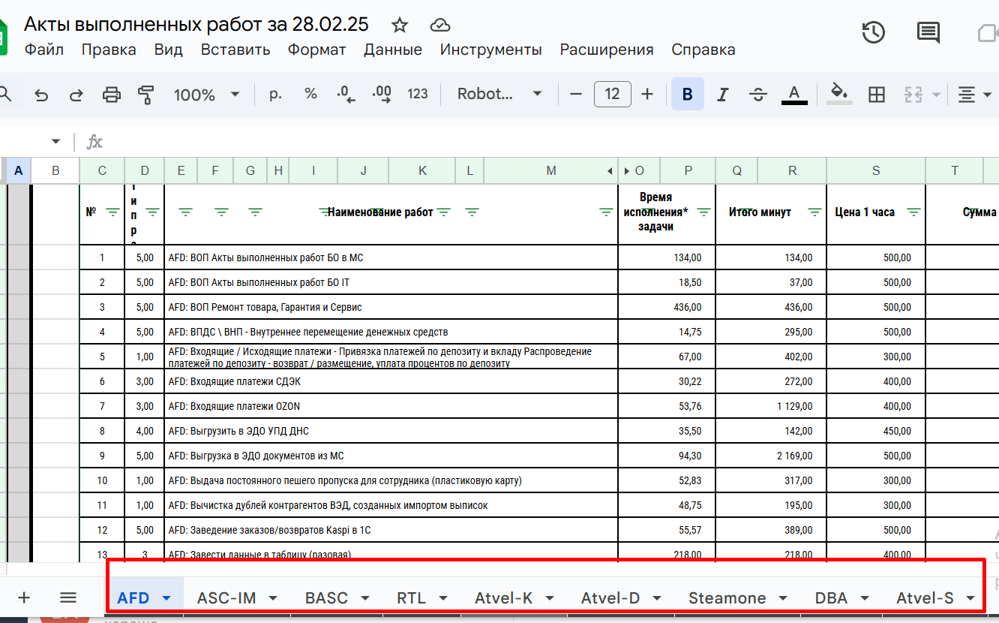 Акты выполненных работ за 28.02.25
Файл Правка Вид Вставить Формат Данные Инструменты Расширения Справка
100% р. % .0 .00 123 Robot... 12 B I A
fx
A B C D E F G H I J K L M O P Q R S T
№ Наименование работ Время исполнения* задачи Итого минут Цена 1 часа Сумма
1 5,00 AFD: ВОП Акты выполненных работ БО в МС 134,00 134,00 500,00
2 5,00 AFD: ВОП Акты выполненных работ БО IT 18,50 37,00 500,00
3 5,00 AFD: ВОП Ремонт товара, Гарантия и Сервис 436,00 436,00 500,00
4 5,00 AFD: ВПДС \ ВНП - Внутреннее перемещение денежных средств 14,75 295,00 500,00
5 1,00 AFD: Входящие / Исходящие платежи - Привязка платежей по депозиту и вкладу Распроведение
платежей по депозиту - возврат / размещение, уплата процентов по депозиту 67,00 402,00 300,00
6 3,00 AFD: Входящие платежи СДЭК 30,22 272,00 400,00
7 3,00 AFD: Входящие платежи OZON 53,76 1 129,00 400,00
8 4,00 AFD: Выгрузить в ЭДО УПД ДНС 35,50 142,00 450,00
9 5,00 AFD: Выгрузка в ЭДО документов из МС 94,30 2 169,00 500,00
10 1,00 AFD: Выдача постоянного пешего пропуска для сотрудника (пластиковую карту) 52,83 317,00 300,00
11 1,00 AFD: Вычистка дублей контрагентов ВЭД, созданных импортом выписок 48,75 195,00 300,00
12 5,00 AFD: Заведение заказов/возвратов Kaspi в 1С 55,57 389,00 500,00
13 3 AFD: Завести данные в таблицу (разовая) 218,00 218,00 400,00
AFD ASC-IM BASC RTL Atvel-K Atvel-D Steamone DBA Atvel-S